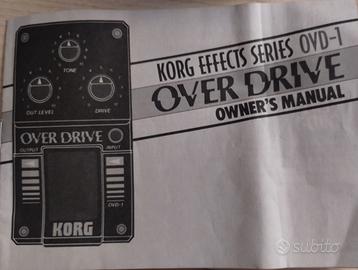 KORG EFFECTS SERIES OVD-1
OVER DRIVE
OWNER'S MANUAL
TONE
OUT LEVEL
DRIVE
OVER DRIVE
OUTPUT
INPUT
OVD-1
KORG
subito